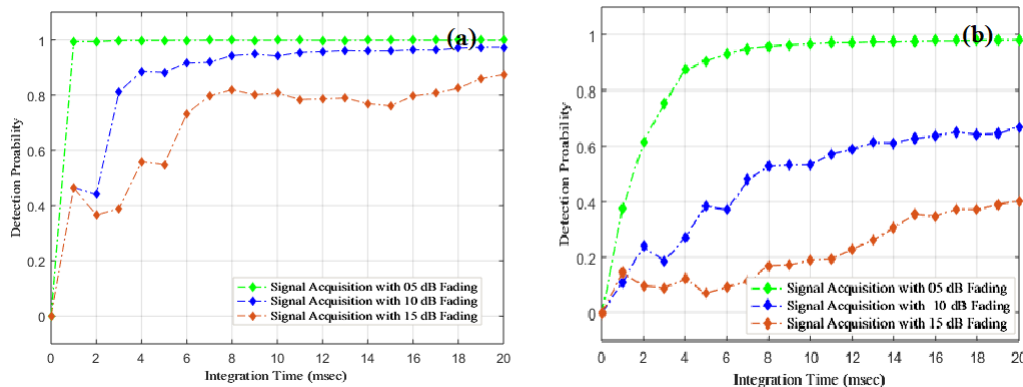 (a)
1
0.8
0.6
0.4
0.2
0
Detection Proability
Signal Acquisition with 05 dB Fading
Signal Acquisition with 10 dB Fading
Signal Acquisition with 15 dB Fading
0 2 4 6 8 10 12 14 16 18 20
Integration Time (msec)
(b)
1
0.8
0.6
0.4
0.2
0
Detection Proability
Signal Acquisition with 05 dB Fading
Signal Acquisition with 10 dB Fading
Signal Acquisition with 15 dB Fading
0 2 4 6 8 10 12 14 16 18 20
Integration Time (msec)